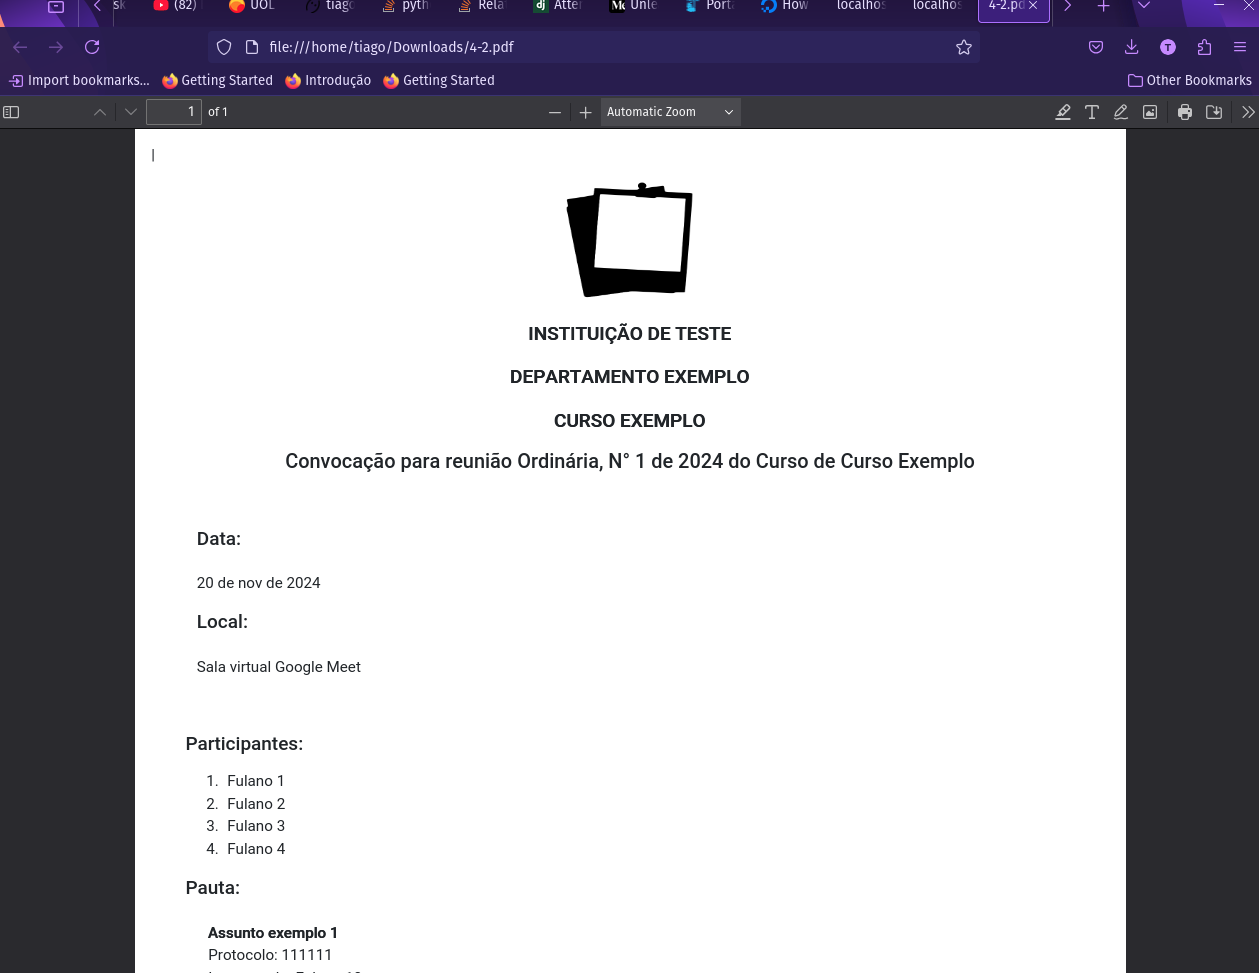 (82)
UOL
tiago
pyth
Rela
Atte
Unle
Porta
How
localhos
localhos
4-2.pd
file:///home/tiago/Downloads/4-2.pdf
T
Import bookmarks... Getting Started Introdução Getting Started Other Bookmarks
1 of 1 Automatic Zoom
|
INSTITUIÇÃO DE TESTE
DEPARTAMENTO EXEMPLO
CURSO EXEMPLO
Convocação para reunião Ordinária, N° 1 de 2024 do Curso de Curso Exemplo
Data:
20 de nov de 2024
Local:
Sala virtual Google Meet
Participantes:
1. Fulano 1
2. Fulano 2
3. Fulano 3
4. Fulano 4
Pauta:
Assunto exemplo 1
Protocolo: 111111